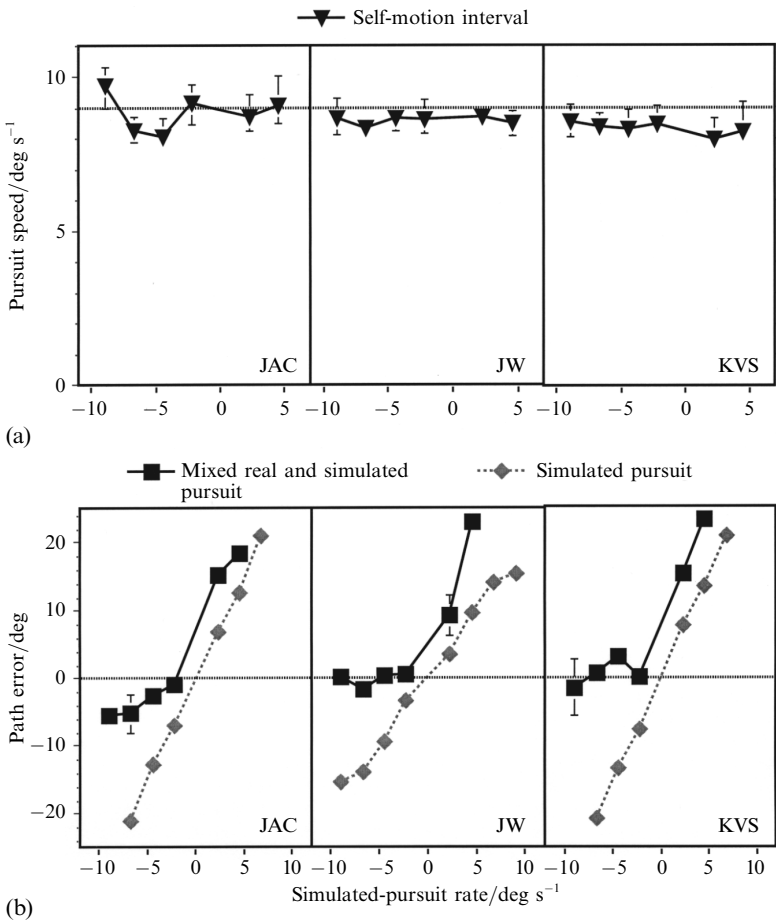 Self-motion interval
10
5
0
Pursuit speed/deg s⁻¹
JAC
JW
KVS
−10 −5 0 5 −10 −5 0 5 −10 −5 0 5
(a)
Mixed real and simulated
pursuit
Simulated pursuit
20
10
0
−10
−20
Path error/deg
JAC
JW
KVS
−10 −5 0 5 10 −10 −5 0 5 10 −10 −5 0 5 10
Simulated-pursuit rate/deg s⁻¹
(b)